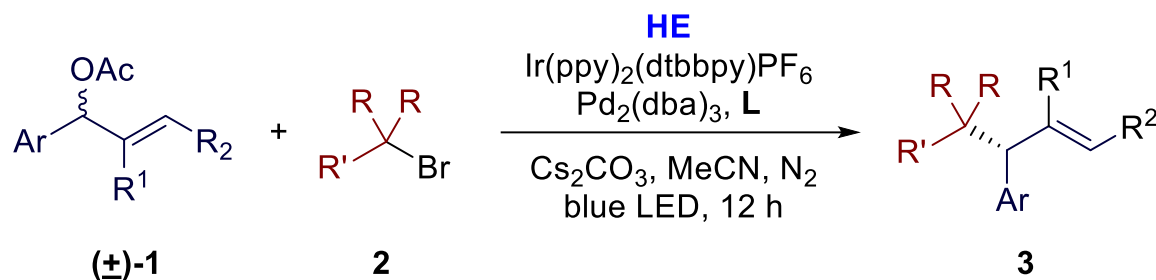 OAc
Ar
R¹
R₂
+
R R
R'
Br
HE
Ir(ppy)₂(dtbbpy)PF₆
Pd₂(dba)₃, L
Cs₂CO₃, MeCN, N₂
blue LED, 12 h
R R
R'
R¹
R²
Ar
(±)-1
2
3